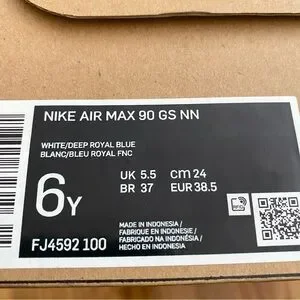 NIKE AIR MAX 90 GS NN
WHITE/DEEP ROYAL BLUE
BLANC/BLEU ROYAL FNC
6Y
UK 5.5 cm 24
BR 37 EUR 38.5
MADE IN INDONESIA /
FABRIQUE EN INDONESIE /
FABRICADO NA INDONÉSIA /
HECHO EN INDONESIA
FJ4592 100